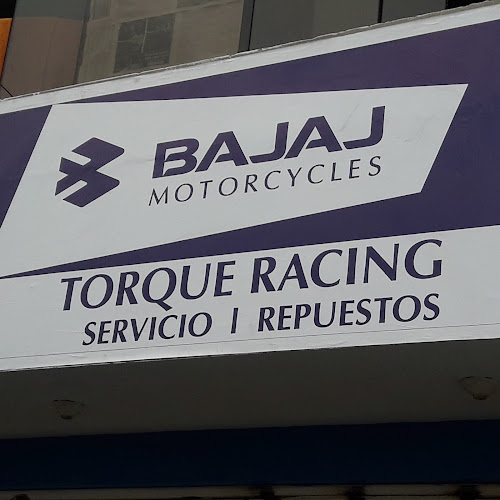 BAJAJ
MOTORCYCLES
TORQUE RACING
SERVICIO | REPUESTOS